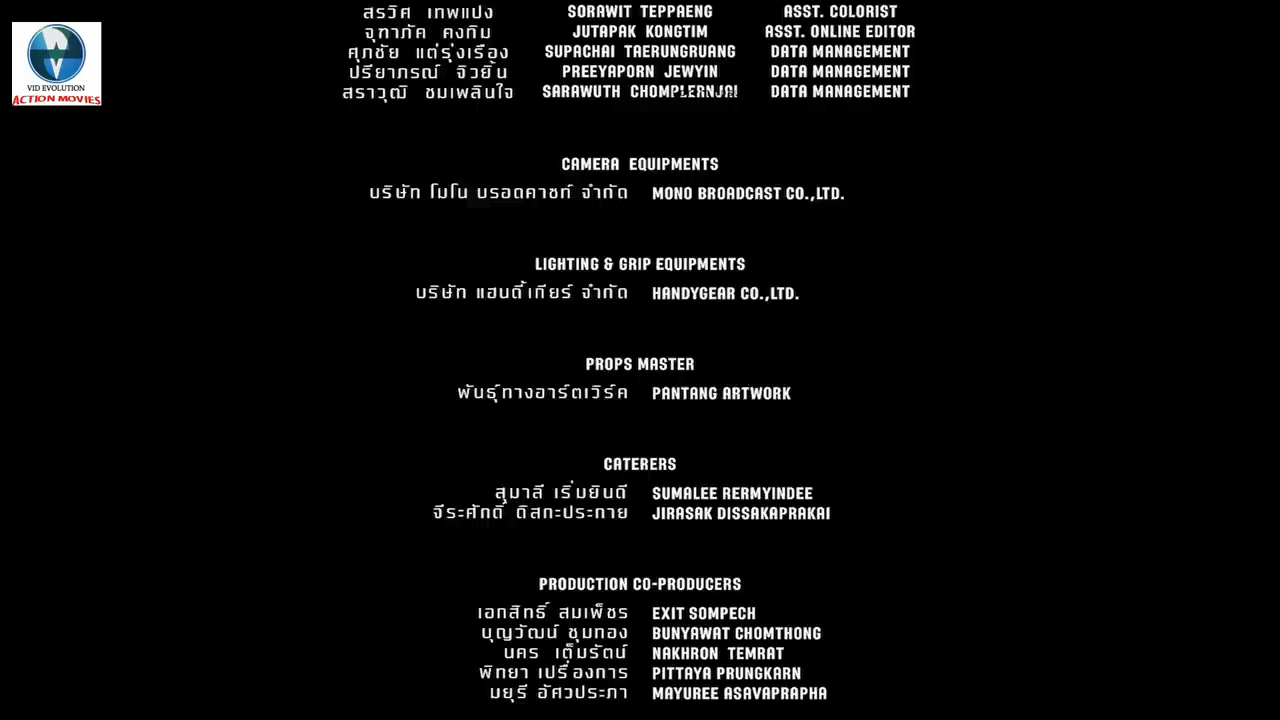 VID EVOLUTION
ACTION MOVIES
สรวิศ เทพแปง SORAWIT TEPPAENG ASST. COLORIST
จุฑาภัค คงทิม JUTAPAK KONGTIM ASST. ONLINE EDITOR
ศุภชัย แต่รุ่งเรือง SUPACHAI TAERUNGRUANG DATA MANAGEMENT
ปรียาภรณ์ จิวยิ้น PREEYAPORN JEWYIN DATA MANAGEMENT
สราวุฒิ ชมเพลินใจ SARAWUTH CHOMPLERNJAI DATA MANAGEMENT
CAMERA EQUIPMENTS
บริษัท โมโน บรอดคาซท์ จำกัด MONO BROADCAST CO.,LTD.
LIGHTING & GRIP EQUIPMENTS
บริษัท แฮนดี้เกียร์ จำกัด HANDYGEAR CO.,LTD.
PROPS MASTER
พันธุ์ทางอาร์ตเวิร์ค PANTANG ARTWORK
CATERERS
สุมาลี เริ่มยินดี SUMALEE RERMYINDEE
จีระศักดิ์ ดิสกะประกาย JIRASAK DISSAKAPRAKAI
PRODUCTION CO-PRODUCERS
เอกสิทธิ์ สมเพ็ชร EXIT SOMPECH
บุญวัฒน์ ชุมทอง BUNYAWAT CHOMTHONG
นคร เต็มรัตน์ NAKHRON TEMRAT
พิทยา เปรื่องการ PITTAYA PRUNGKARN
มยุรี อัศวประภา MAYUREE ASAVAPRAPHA